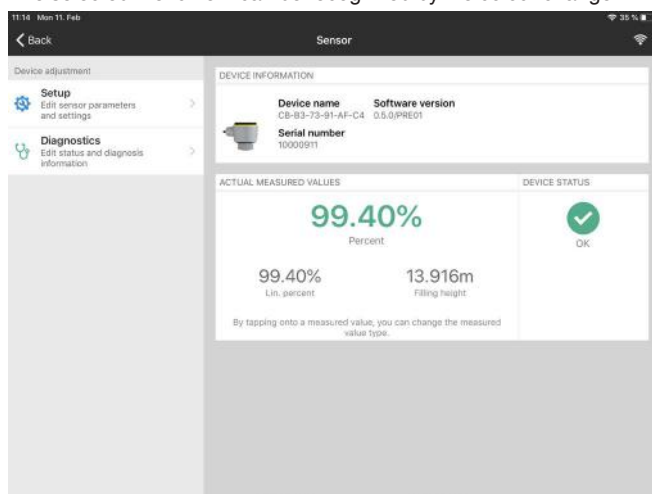 11:14 Mon 11. Feb
35 %
Back
Sensor
Device adjustment
Setup
Edit sensor parameters
and settings
Diagnostics
Edit status and diagnosis
information
DEVICE INFORMATION
Device name
Software version
CB-B3-73-91-AF-C4
0.5.0/PRE01
Serial number
10000911
ACTUAL MEASURED VALUES
DEVICE STATUS
99.40%
Percent
OK
99.40%
13.916m
Lin. percent
Filling height
By tapping onto a measured value, you can change the measured
value type.